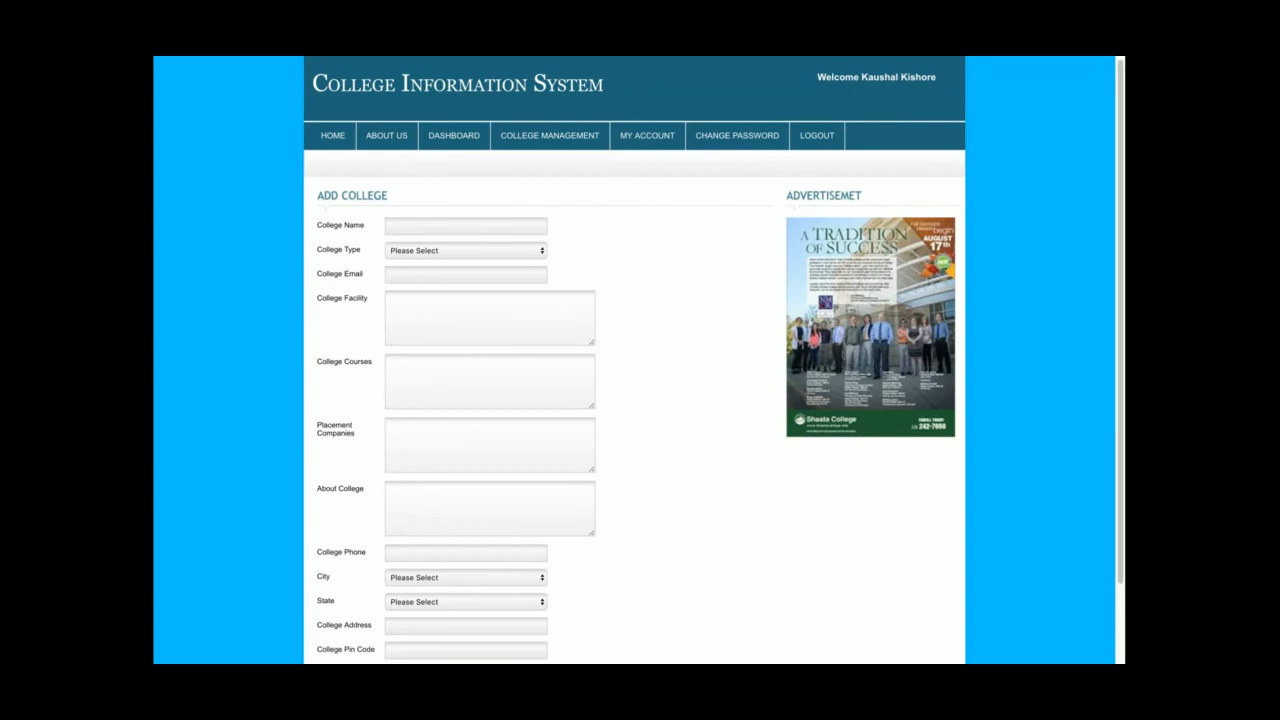 COLLEGE INFORMATION SYSTEM
Welcome Kaushal Kishore
HOME ABOUT US DASHBOARD COLLEGE MANAGEMENT MY ACCOUNT CHANGE PASSWORD LOGOUT
ADD COLLEGE
College Name
College Type Please Select
College Email
College Facility
College Courses
Placement
Companies
About College
College Phone
City Please Select
State Please Select
College Address
College Pin Code
ADVERTISEMET
A TRADITION
OF SUCCESS
begin
AUGUST
17th
Shasta College
242-7650